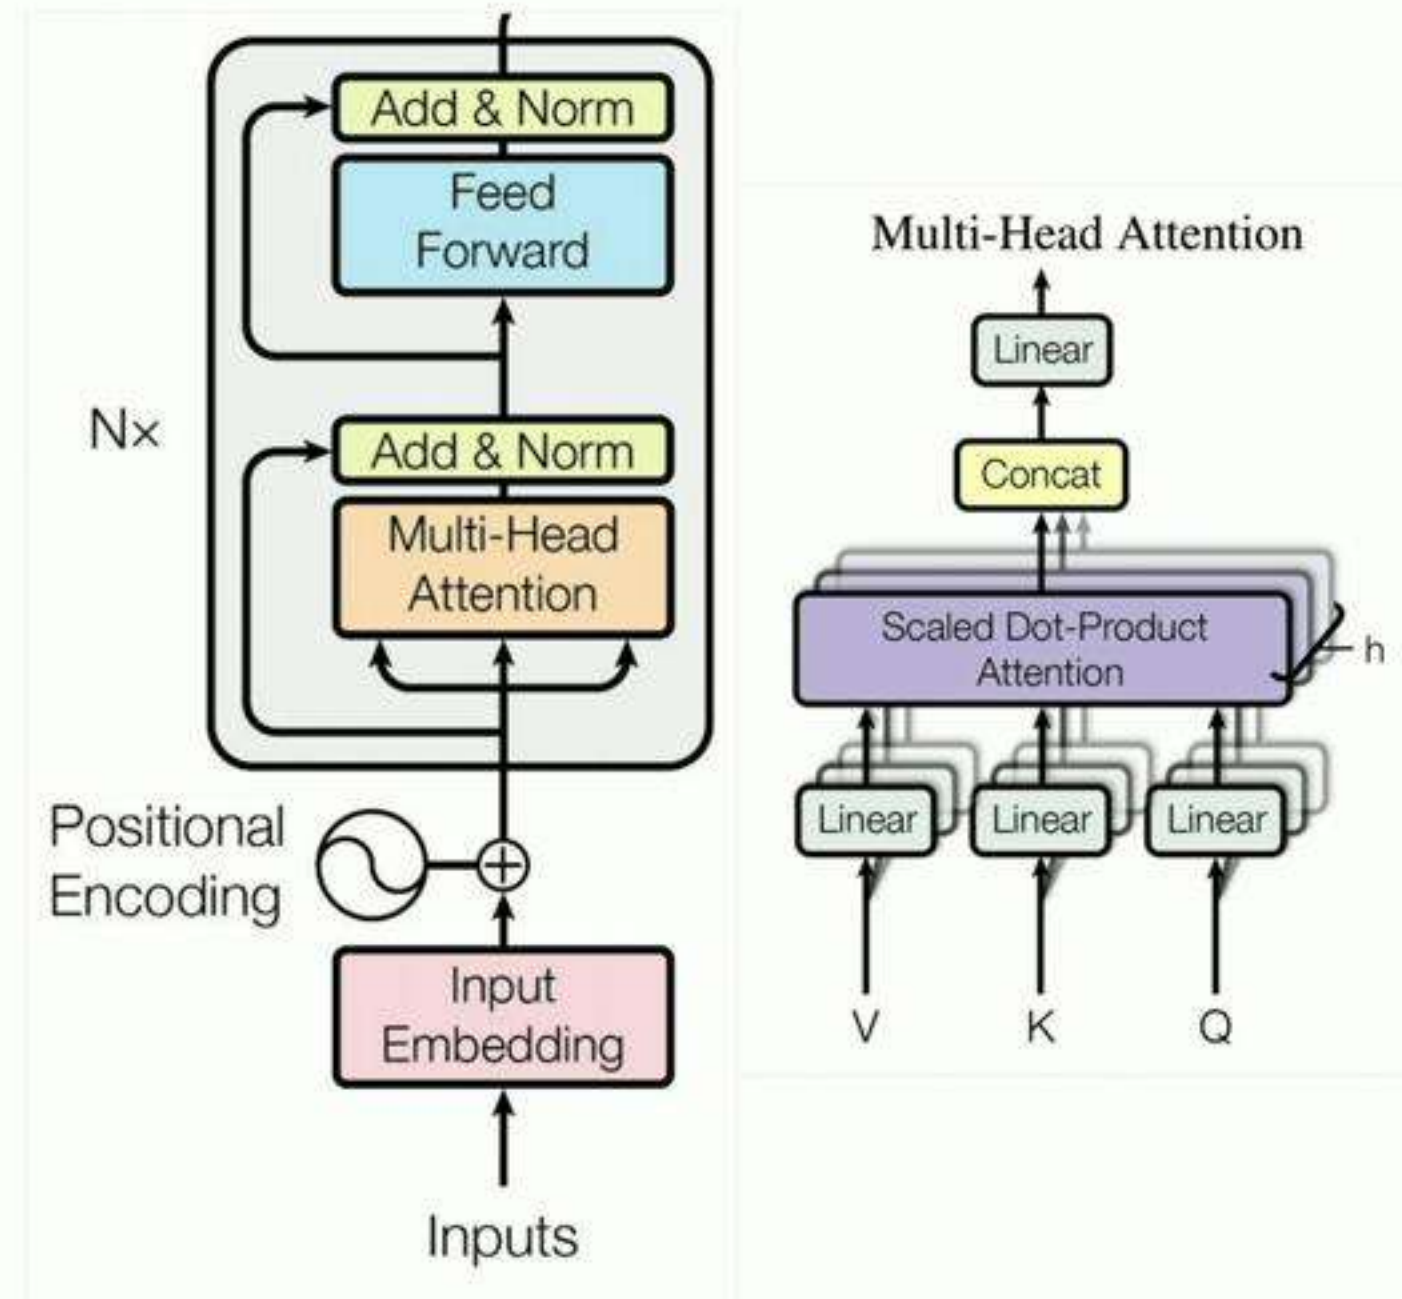 Add & Norm
Feed
Forward
Nx
Add & Norm
Multi-Head
Attention
Positional
Encoding
Input
Embedding
Inputs
Multi-Head Attention
Linear
Concat
Scaled Dot-Product
Attention
h
Linear Linear Linear
V K Q